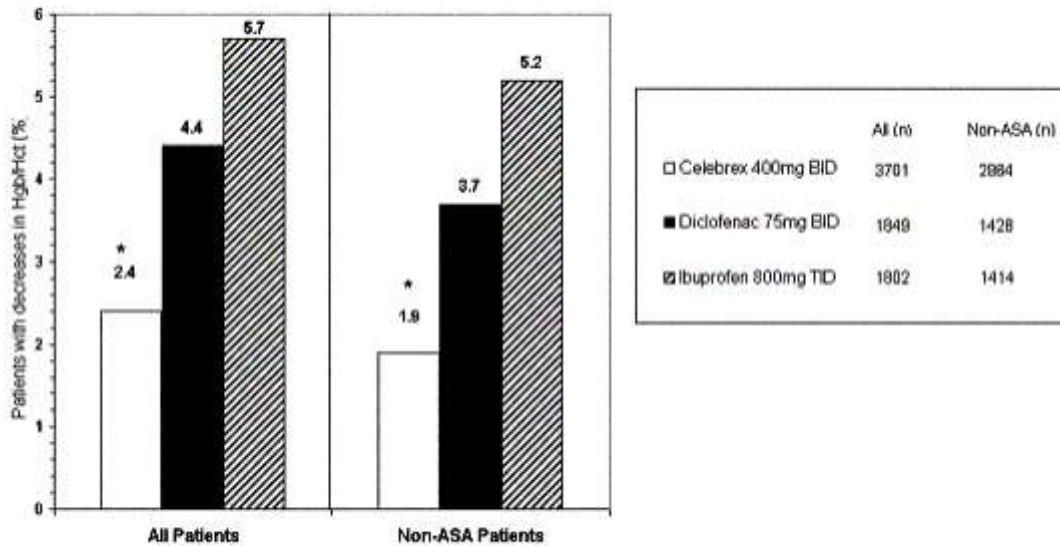 Patients with decreases in Hgb/Hct (%
6
5
4
3
2
1
0
*
2.4
4.4
5.7
*
1.9
3.7
5.2
All Patients
Non-ASA Patients
All (n) Non-ASA (n)
Celebrex 400mg BID 3701 2884
Diclofenac 75mg BID 1849 1428
Ibuprofen 800mg TID 1802 1414